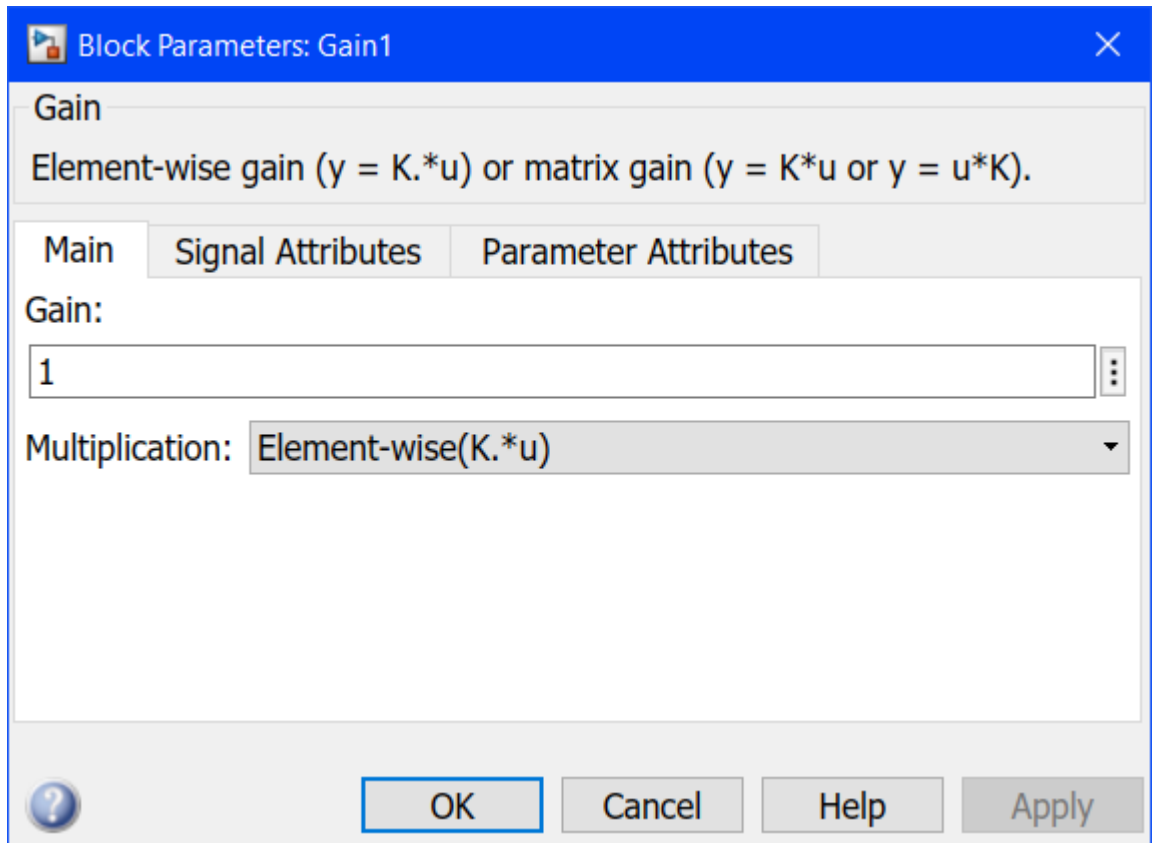 Block Parameters: Gain1
Gain
Element-wise gain (y = K.*u) or matrix gain (y = K*u or y = u*K).
Main Signal Attributes Parameter Attributes
Gain:
1
Multiplication: Element-wise(K.*u)
OK Cancel Help Apply